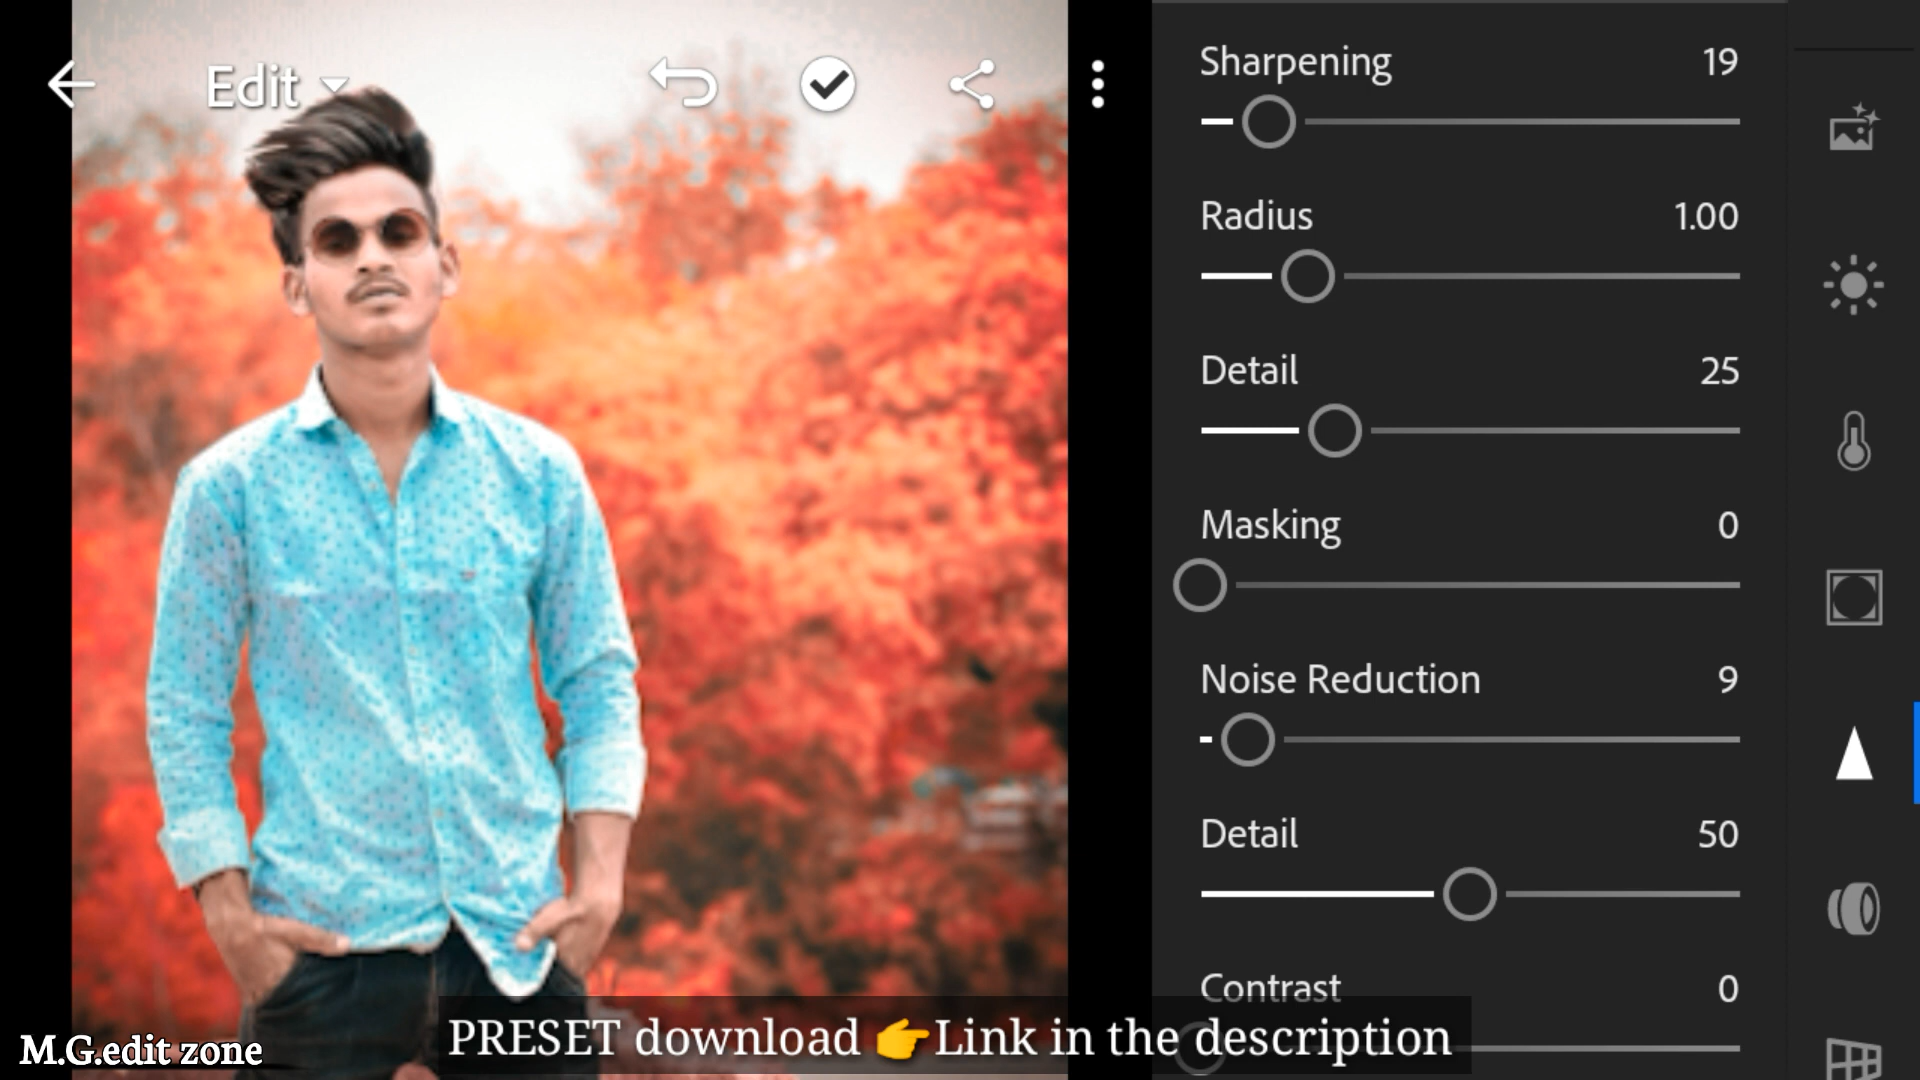 Edit
Sharpening 19
Radius 1.00
Detail 25
Masking 0
Noise Reduction 9
Detail 50
Contrast 0
PRESET download 👉Link in the description
M.G.edit zone